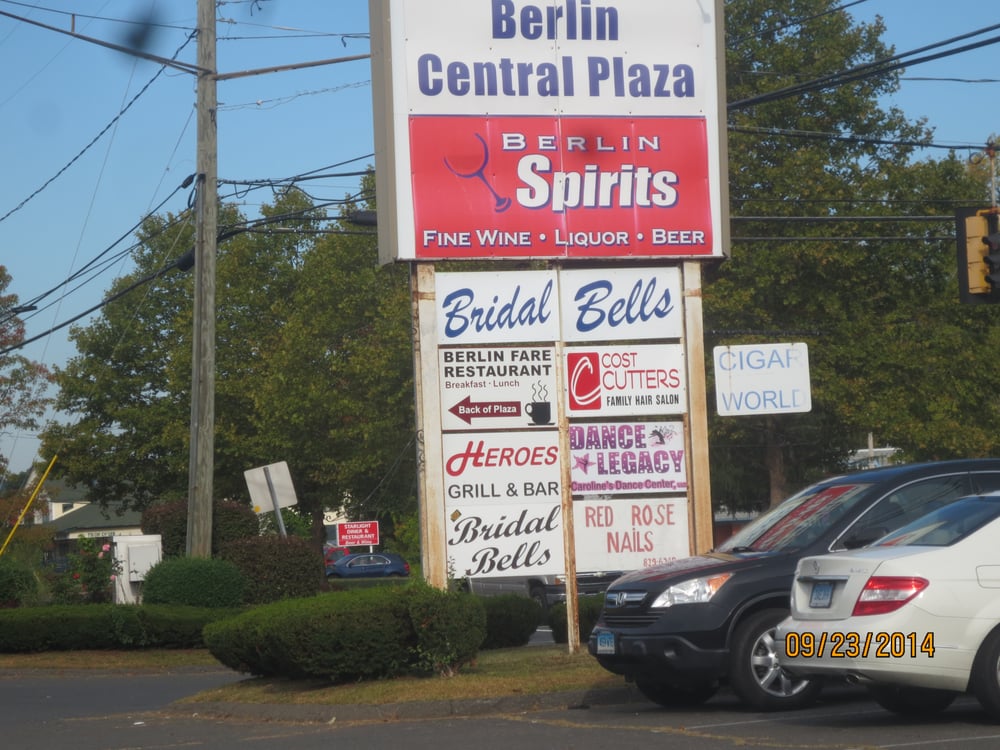 Berlin
Central Plaza
BERLIN
Spirits
FINE WINE • LIQUOR • BEER
Bridal Bells
BERLIN FARE
RESTAURANT
Breakfast · Lunch
Back of Plaza
COST
CUTTERS
FAMILY HAIR SALON
CIGAR
WORLD
HEROES
GRILL & BAR
DANCE
LEGACY
Caroline's Dance Center,
Bridal
Bells
RED ROSE
NAILS
STARLIGHT
DINER &
RESTAURANT
Beer & Wine
09/23/2014